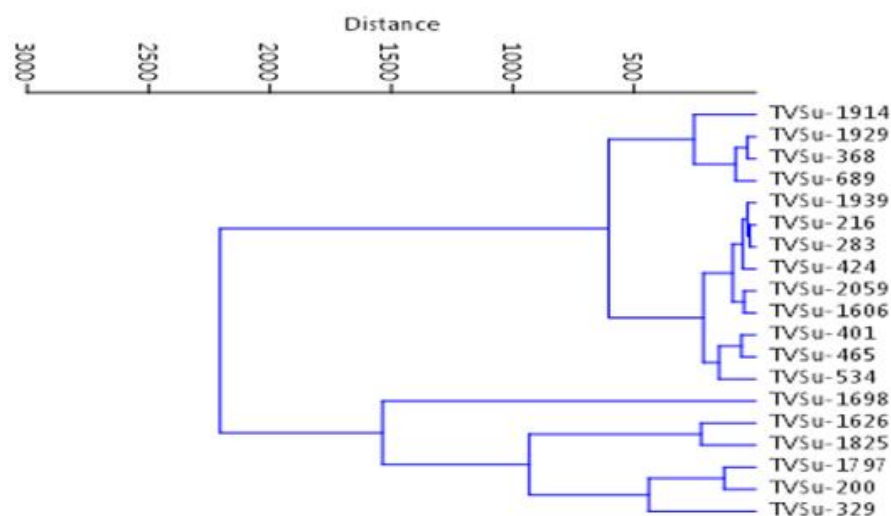 Distance
3000 2500 2000 1500 1000 500
TVSu-1914
TVSu-1929
TVSu-368
TVSu-689
TVSu-1939
TVSu-216
TVSu-283
TVSu-424
TVSu-2059
TVSu-1606
TVSu-401
TVSu-465
TVSu-534
TVSu-1698
TVSu-1626
TVSu-1825
TVSu-1797
TVSu-200
TVSu-329